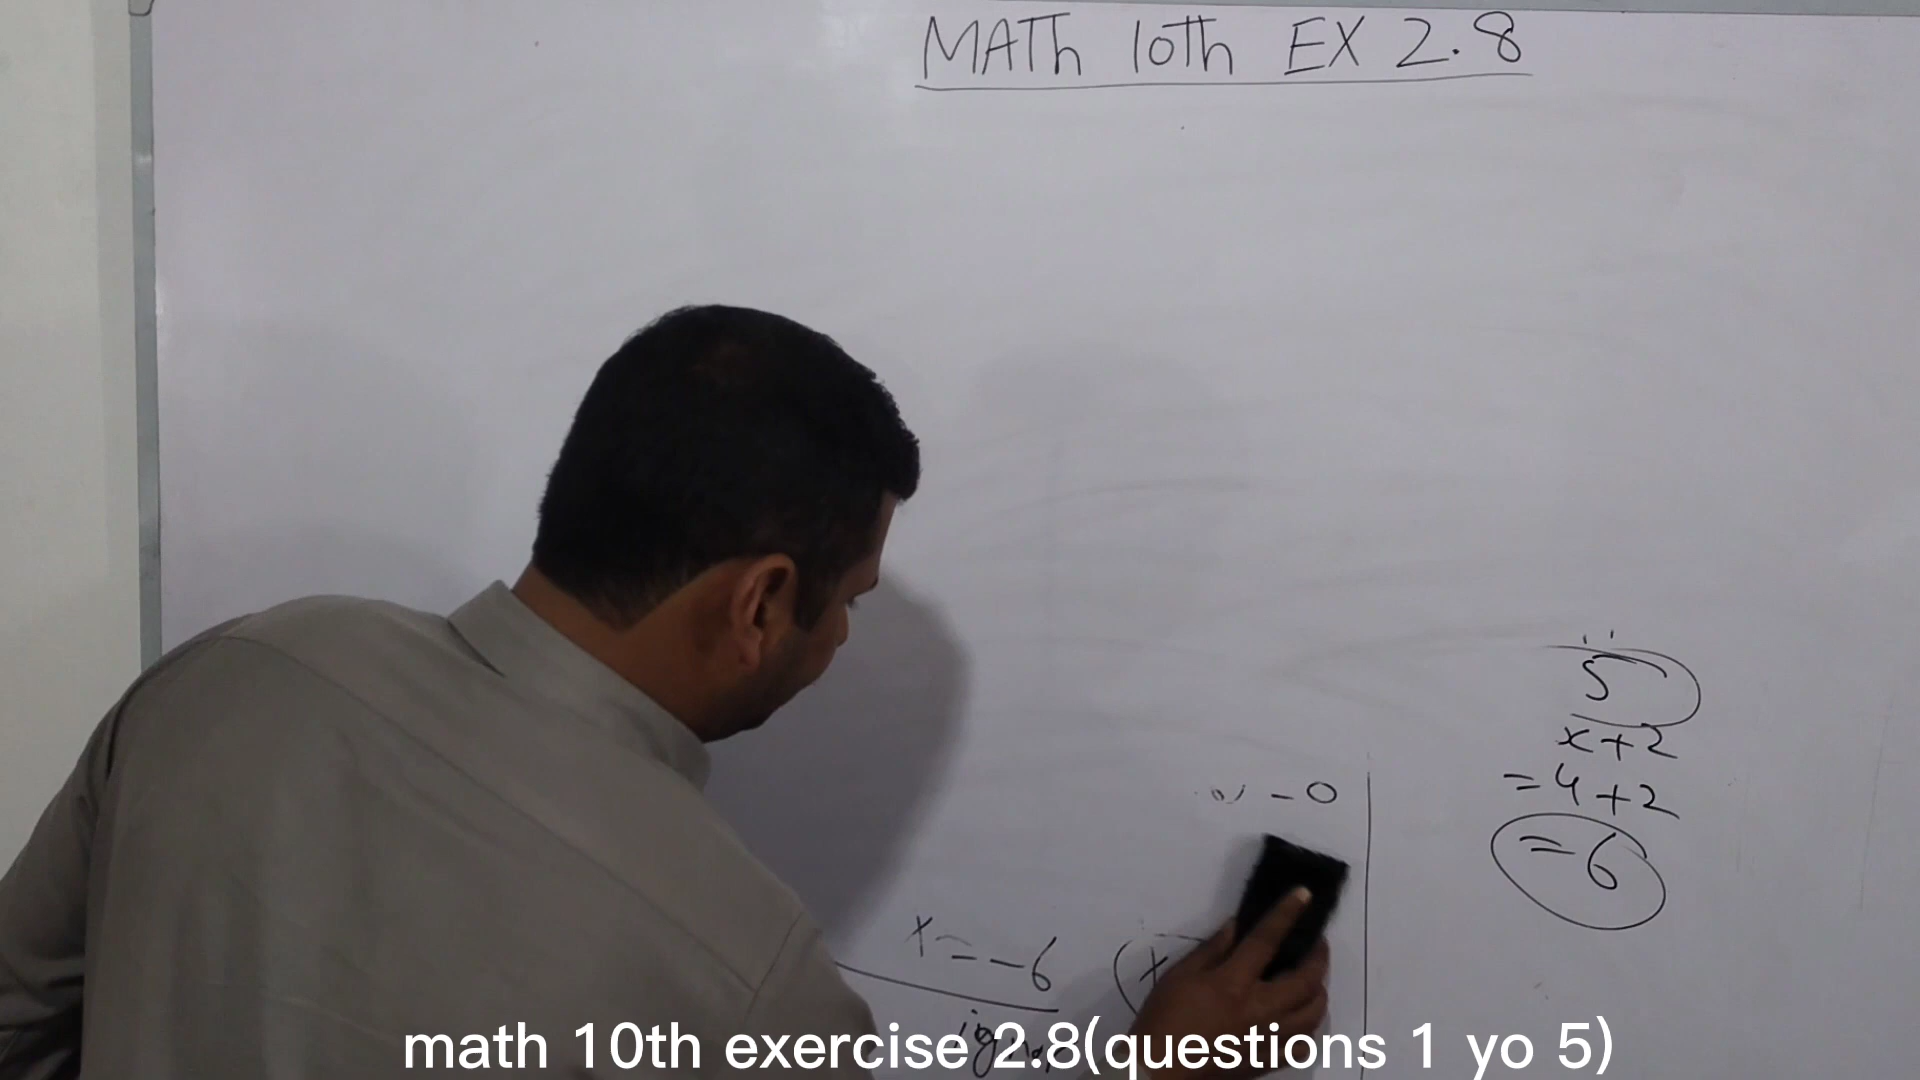 MATh 10th EX 2.8
5
x+2
=4+2
=6
- 0
x=-6
x
math 10th exercise 2.8(questions 1 yo 5)